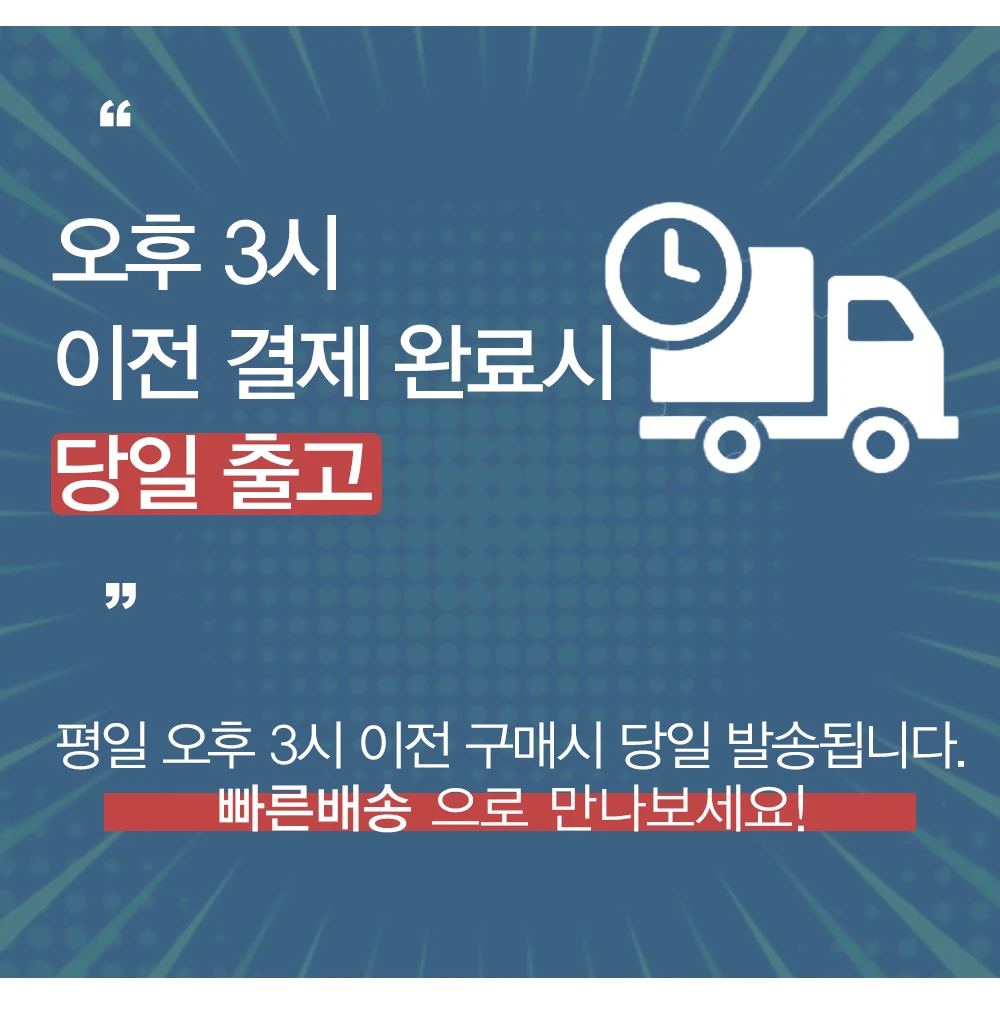 “
오후 3시
이전 결제 완료시
당일 출고
”
평일 오후 3시 이전 구매시 당일 발송됩니다.
빠른배송 으로 만나보세요!